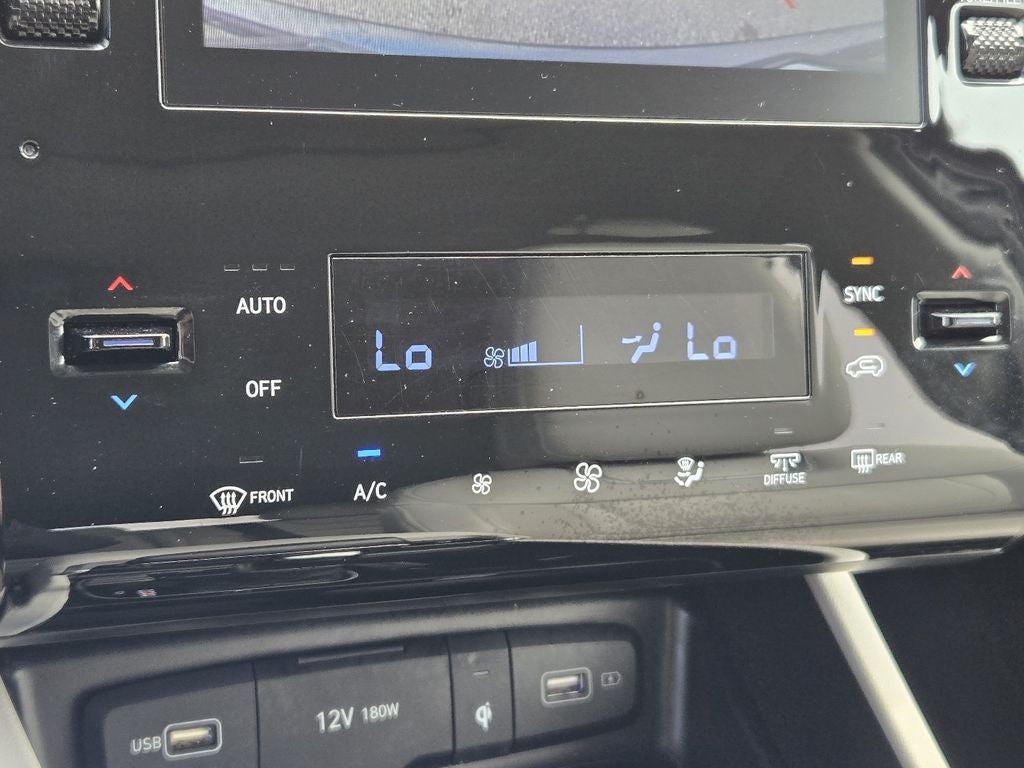 AUTO
SYNC
Lo
Lo
OFF
FRONT
A/C
DIFFUSE
REAR
USB
12V 180W